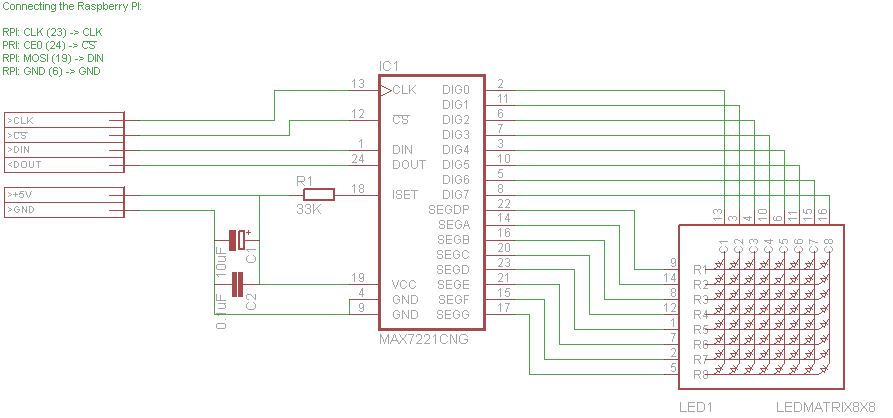 Connecting the Raspberry PI:
RPI: CLK (23) -> CLK
PRI: CE0 (24) -> CS
RPI: MOSI (19) -> DIN
RPI: GND (6) -> GND
IC1
13 CLK DIG0 2
DIG1 11
12 CS DIG2 6
DIG3 7
1 DIN DIG4 3
24 DOUT DIG5 10
DIG6 5
18 ISET DIG7 8
SEGDP 22
SEGA 14
SEGB 16
SEGC 20
SEGD 23
19 VCC SEGE 21
4 GND SEGF 15
9 GND SEGG 17
MAX7221CNG
>CLK
>CS
>DIN
<DOUT
>+5V
>GND
R1
33K
+
10uF C1
0.1uF C2
13 3 4 10 6 11 15 16
C1 C2 C3 C4 C5 C6 C7 C8
9 R1
14 R2
8 R3
12 R4
1 R5
7 R6
2 R7
5 R8
LED1 LEDMATRIX8X8